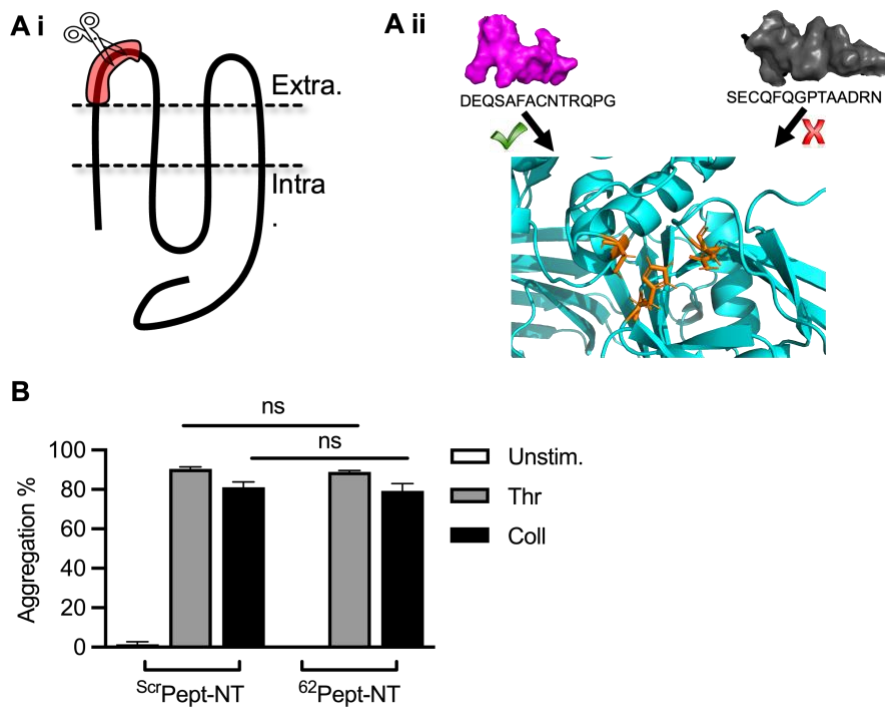 A i
Extra.
Intra
.
A ii
DEQSAFACNTRQPG
SECQFQGPTAADRN
B
ns
ns
Aggregation %
100
80
60
40
20
0
ScrPept-NT
62Pept-NT
Unstim.
Thr
Coll